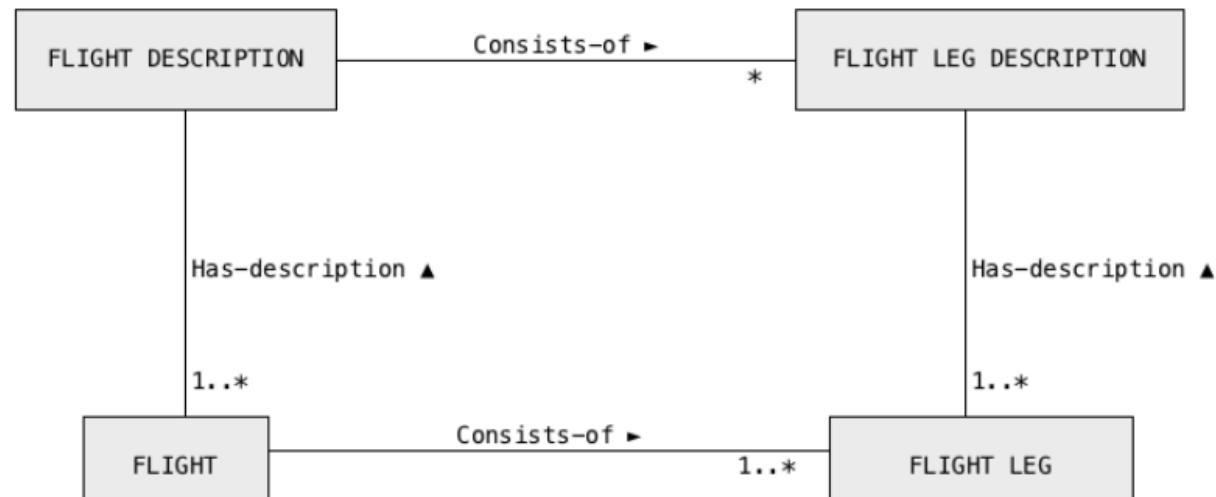 FLIGHT DESCRIPTION
Consists-of ►
*
FLIGHT LEG DESCRIPTION
Has-description ▲
Has-description ▲
1..*
1..*
FLIGHT
Consists-of ►
1..*
FLIGHT LEG